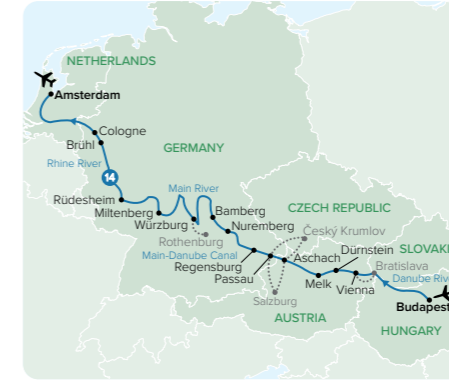 NETHERLANDS
Amsterdam
Cologne
Brühl
GERMANY
Rhine River
14
Main River
Rüdesheim
Miltenberg
Bamberg
CZECH REPUBLIC
Würzburg
Nuremberg
Český Krumlov
Rothenburg
Main-Danube Canal
Dürnstein
SLOVAKI
Regensburg
Aschach
Bratislava
Passau
Danube Rive
Melk
Vienna
Salzburg
Budapest
AUSTRIA
HUNGARY